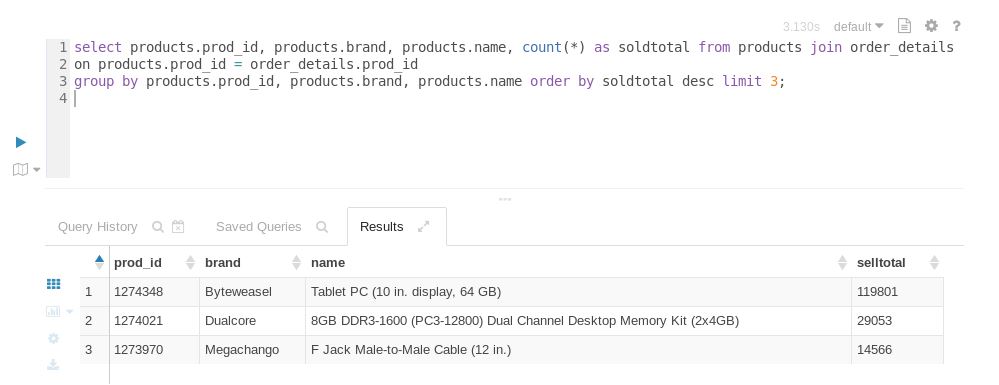 3.130s default ?
1 select products.prod_id, products.brand, products.name, count(*) as soldtotal from products join order_details
2 on products.prod_id = order_details.prod_id
3 group by products.prod_id, products.brand, products.name order by soldtotal desc limit 3;
4
Query History Saved Queries Results
prod_id brand name selltotal
1 1274348 Byteweasel Tablet PC (10 in. display, 64 GB) 119801
2 1274021 Dualcore 8GB DDR3-1600 (PC3-12800) Dual Channel Desktop Memory Kit (2x4GB) 29053
3 1273970 Megachango F Jack Male-to-Male Cable (12 in.) 14566